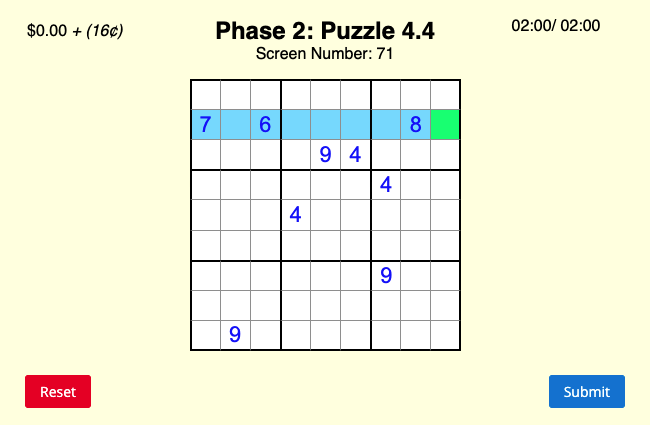 $0.00 + (16¢)
Phase 2: Puzzle 4.4
02:00/ 02:00
Screen Number: 71
7 6 8
9 4
4
4
9
9
Reset
Submit